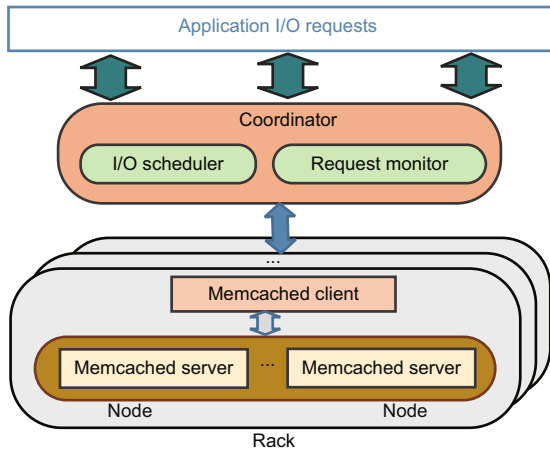 Application I/O requests
Coordinator
I/O scheduler
Request monitor
...
Memcached client
Memcached server
...
Memcached server
Node
Node
Rack